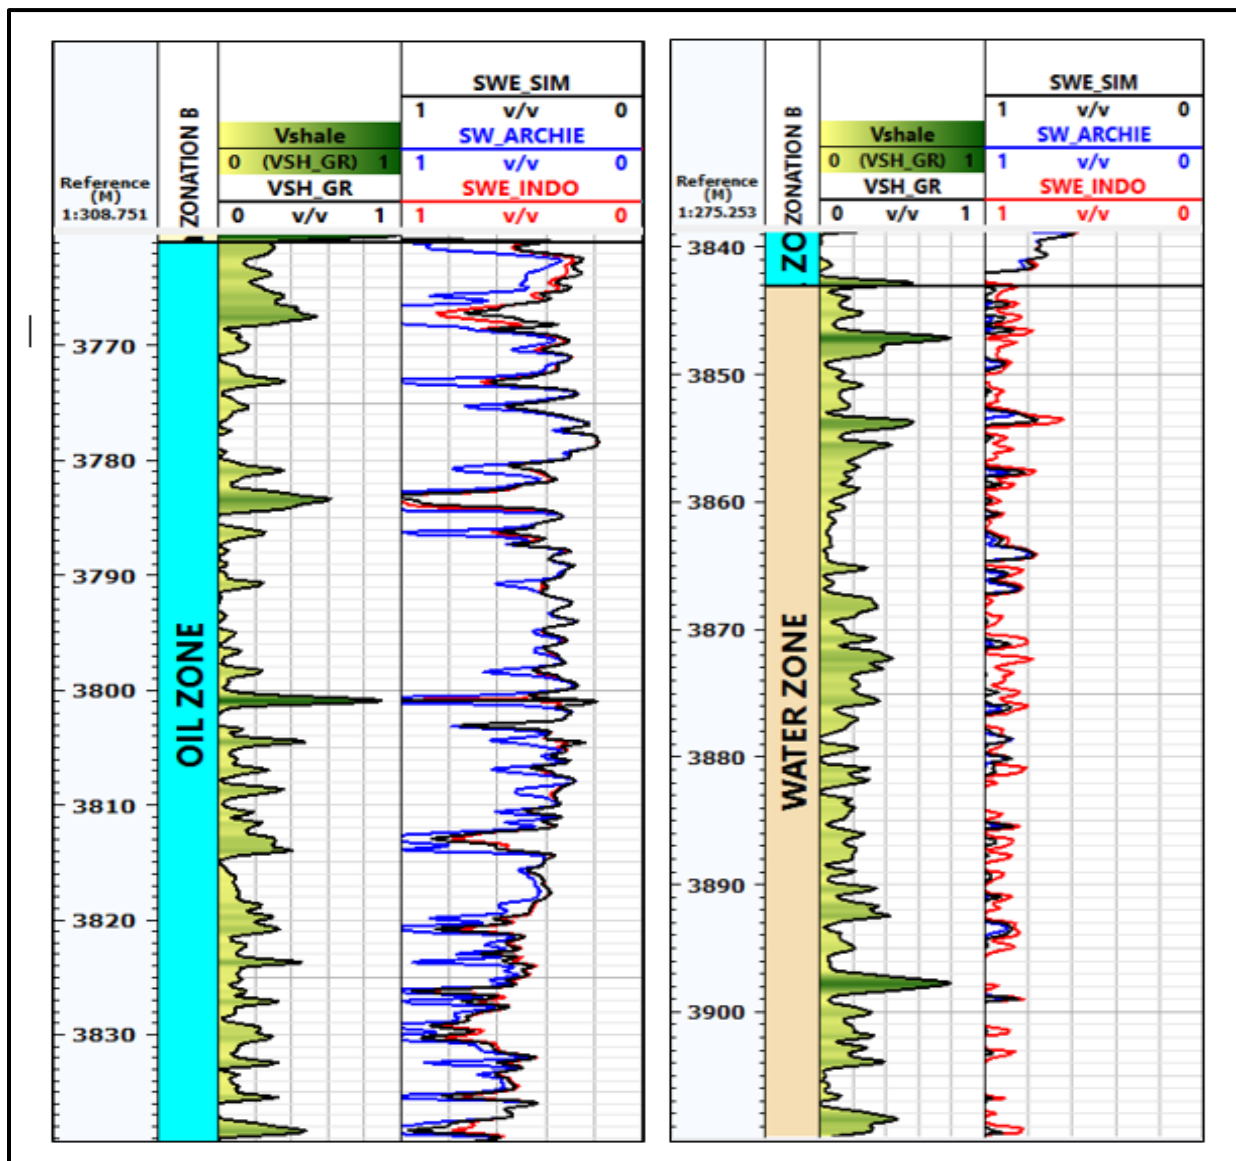 SWE_SIM
1 v/v 0
Vshale
SW_ARCHIE
0 (VSH_GR) 1
1 v/v 0
Reference
(M)
1:308.751
ZONATION B
VSH_GR
SWE_INDO
0 v/v 1
1 v/v 0
3770
3780
3790
3800
3810
3820
3830
OIL ZONE
SWE_SIM
1 v/v 0
Vshale
SW_ARCHIE
0 (VSH_GR) 1
1 v/v 0
Reference
(M)
1:275.253
ZONATION B
VSH_GR
SWE_INDO
0 v/v 1
1 v/v 0
ZO
3840
3850
3860
3870
3880
3890
3900
WATER ZONE